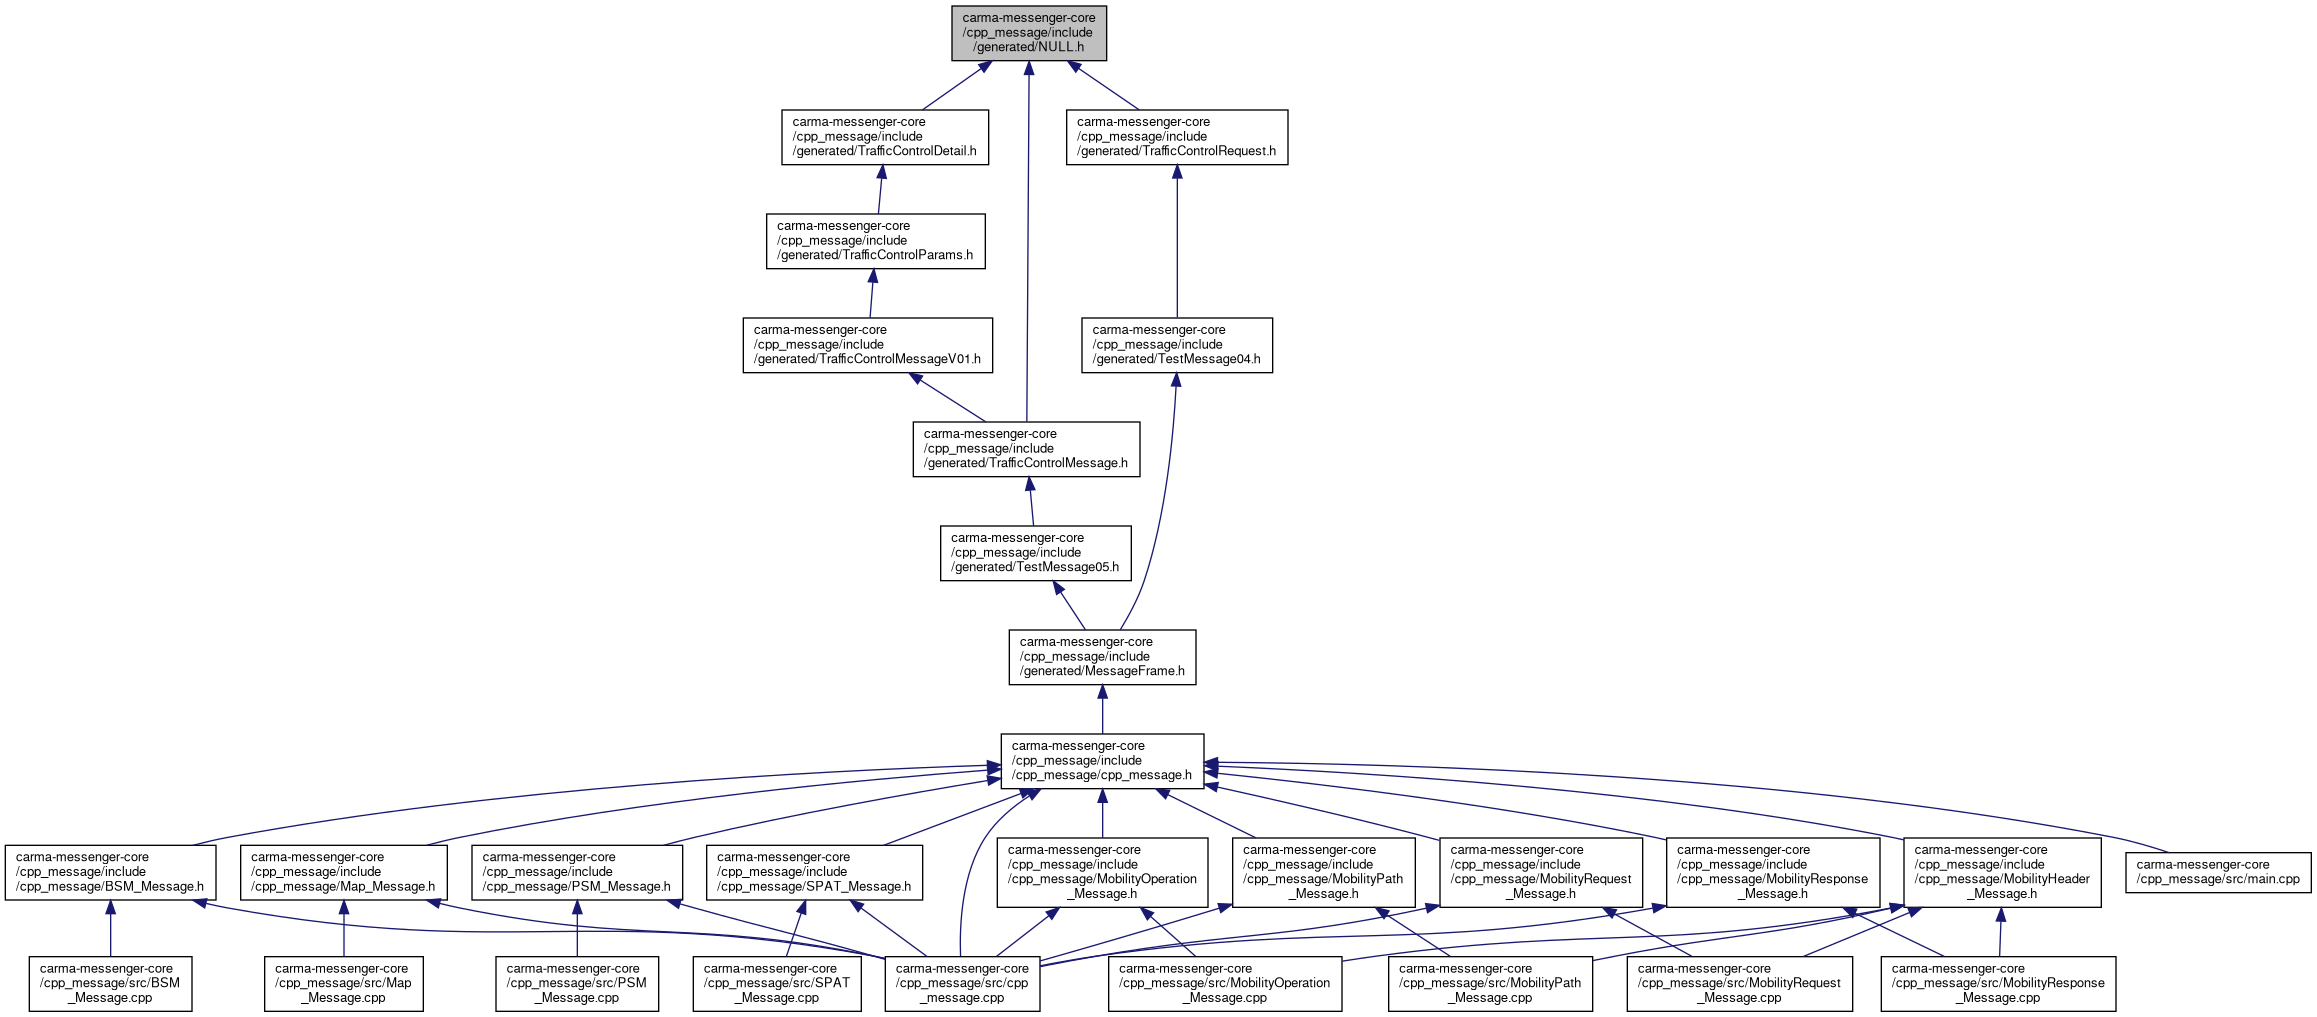 carma-messenger-core
/cpp_message/include
/generated/NULL.h
carma-messenger-core
/cpp_message/include
/generated/TrafficControlDetail.h
carma-messenger-core
/cpp_message/include
/generated/TrafficControlRequest.h
carma-messenger-core
/cpp_message/include
/generated/TrafficControlParams.h
carma-messenger-core
/cpp_message/include
/generated/TrafficControlMessageV01.h
carma-messenger-core
/cpp_message/include
/generated/TestMessage04.h
carma-messenger-core
/cpp_message/include
/generated/TrafficControlMessage.h
carma-messenger-core
/cpp_message/include
/generated/TestMessage05.h
carma-messenger-core
/cpp_message/include
/generated/MessageFrame.h
carma-messenger-core
/cpp_message/include
/cpp_message/cpp_message.h
carma-messenger-core
/cpp_message/include
/cpp_message/BSM_Message.h
carma-messenger-core
/cpp_message/include
/cpp_message/Map_Message.h
carma-messenger-core
/cpp_message/include
/cpp_message/PSM_Message.h
carma-messenger-core
/cpp_message/include
/cpp_message/SPAT_Message.h
carma-messenger-core
/cpp_message/include
/cpp_message/MobilityOperation
_Message.h
carma-messenger-core
/cpp_message/include
/cpp_message/MobilityPath
_Message.h
carma-messenger-core
/cpp_message/include
/cpp_message/MobilityRequest
_Message.h
carma-messenger-core
/cpp_message/include
/cpp_message/MobilityResponse
_Message.h
carma-messenger-core
/cpp_message/include
/cpp_message/MobilityHeader
_Message.h
carma-messenger-core
/cpp_message/src/main.cpp
carma-messenger-core
/cpp_message/src/BSM
_Message.cpp
carma-messenger-core
/cpp_message/src/Map
_Message.cpp
carma-messenger-core
/cpp_message/src/PSM
_Message.cpp
carma-messenger-core
/cpp_message/src/SPAT
_Message.cpp
carma-messenger-core
/cpp_message/src/cpp
_message.cpp
carma-messenger-core
/cpp_message/src/MobilityOperation
_Message.cpp
carma-messenger-core
/cpp_message/src/MobilityPath
_Message.cpp
carma-messenger-core
/cpp_message/src/MobilityRequest
_Message.cpp
carma-messenger-core
/cpp_message/src/MobilityResponse
_Message.cpp